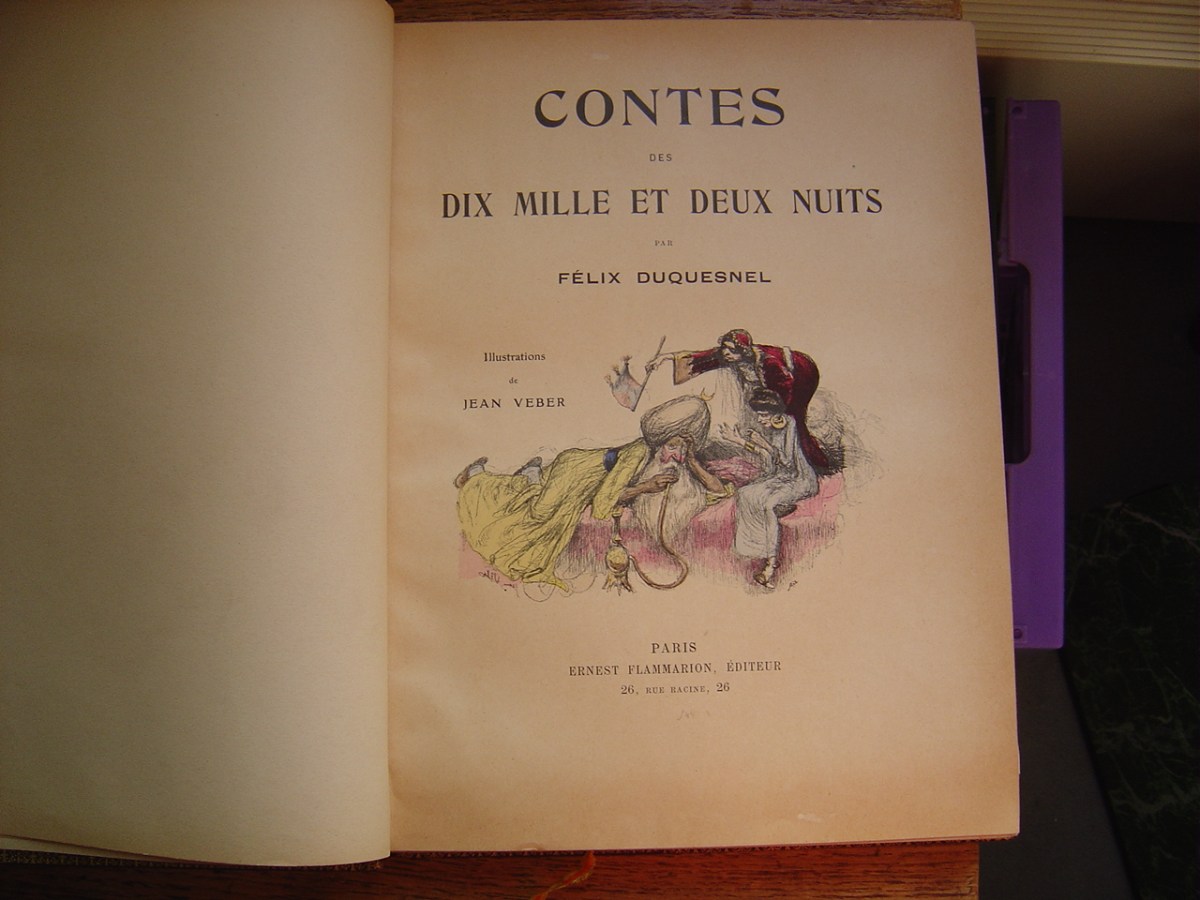 CONTES
DES
DIX MILLE ET DEUX NUITS
PAR
FÉLIX DUQUESNEL
Illustrations
de
JEAN VEBER
PARIS
ERNEST FLAMMARION, ÉDITEUR
26, RUE RACINE, 26